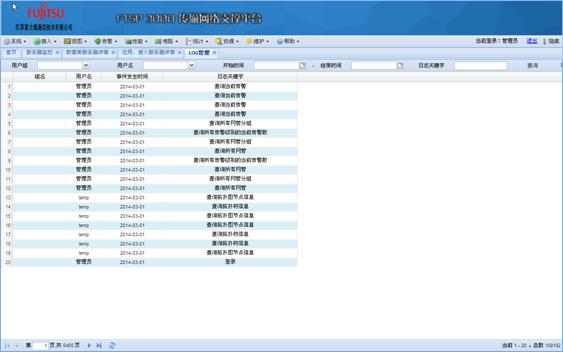 FUJITSU
江苏富士通通信技术有限公司
FTSP 3000 传输网络支撑平台
系统 接入 视图 告警 性能 电路 统计 资源 维护 帮助 当前登录：管理员 退出 隐藏
首页 服务器监控 数据库服务器详情 应用、接入服务器详情 LOG管理
用户组 用户名 开始时间 - 结束时间 日志关键字 查询
组名 用户名 事件发生时间 日志关键字
1 管理员 2014-03-01 查询当前告警
2 管理员 2014-03-01 查询当前告警
3 管理员 2014-03-01 查询当前告警
4 管理员 2014-03-01 查询当前告警
5 管理员 2014-03-01 查询所有网管分组
6 管理员 2014-03-01 查询所有告警级别的当前告警数
7 管理员 2014-03-01 查询所有网管分组
8 管理员 2014-03-01 查询所有网管
9 管理员 2014-03-01 查询所有告警级别的当前告警数
10 管理员 2014-03-01 查询所有网管
11 管理员 2014-03-01 查询所有网管分组
12 管理员 2014-03-01 查询所有网管
13 temp 2014-03-01 查询拓扑图节点信息
14 temp 2014-03-01 查询拓扑树信息
15 temp 2014-03-01 查询拓扑图节点信息
16 temp 2014-03-01 查询拓扑图节点信息
17 temp 2014-03-01 查询拓扑树信息
18 temp 2014-03-01 查询拓扑树信息
19 temp 2014-03-01 查询拓扑图节点信息
20 管理员 2014-03-01 登录
第 1 页,共 5460 页 当前 1 - 20 , 总数